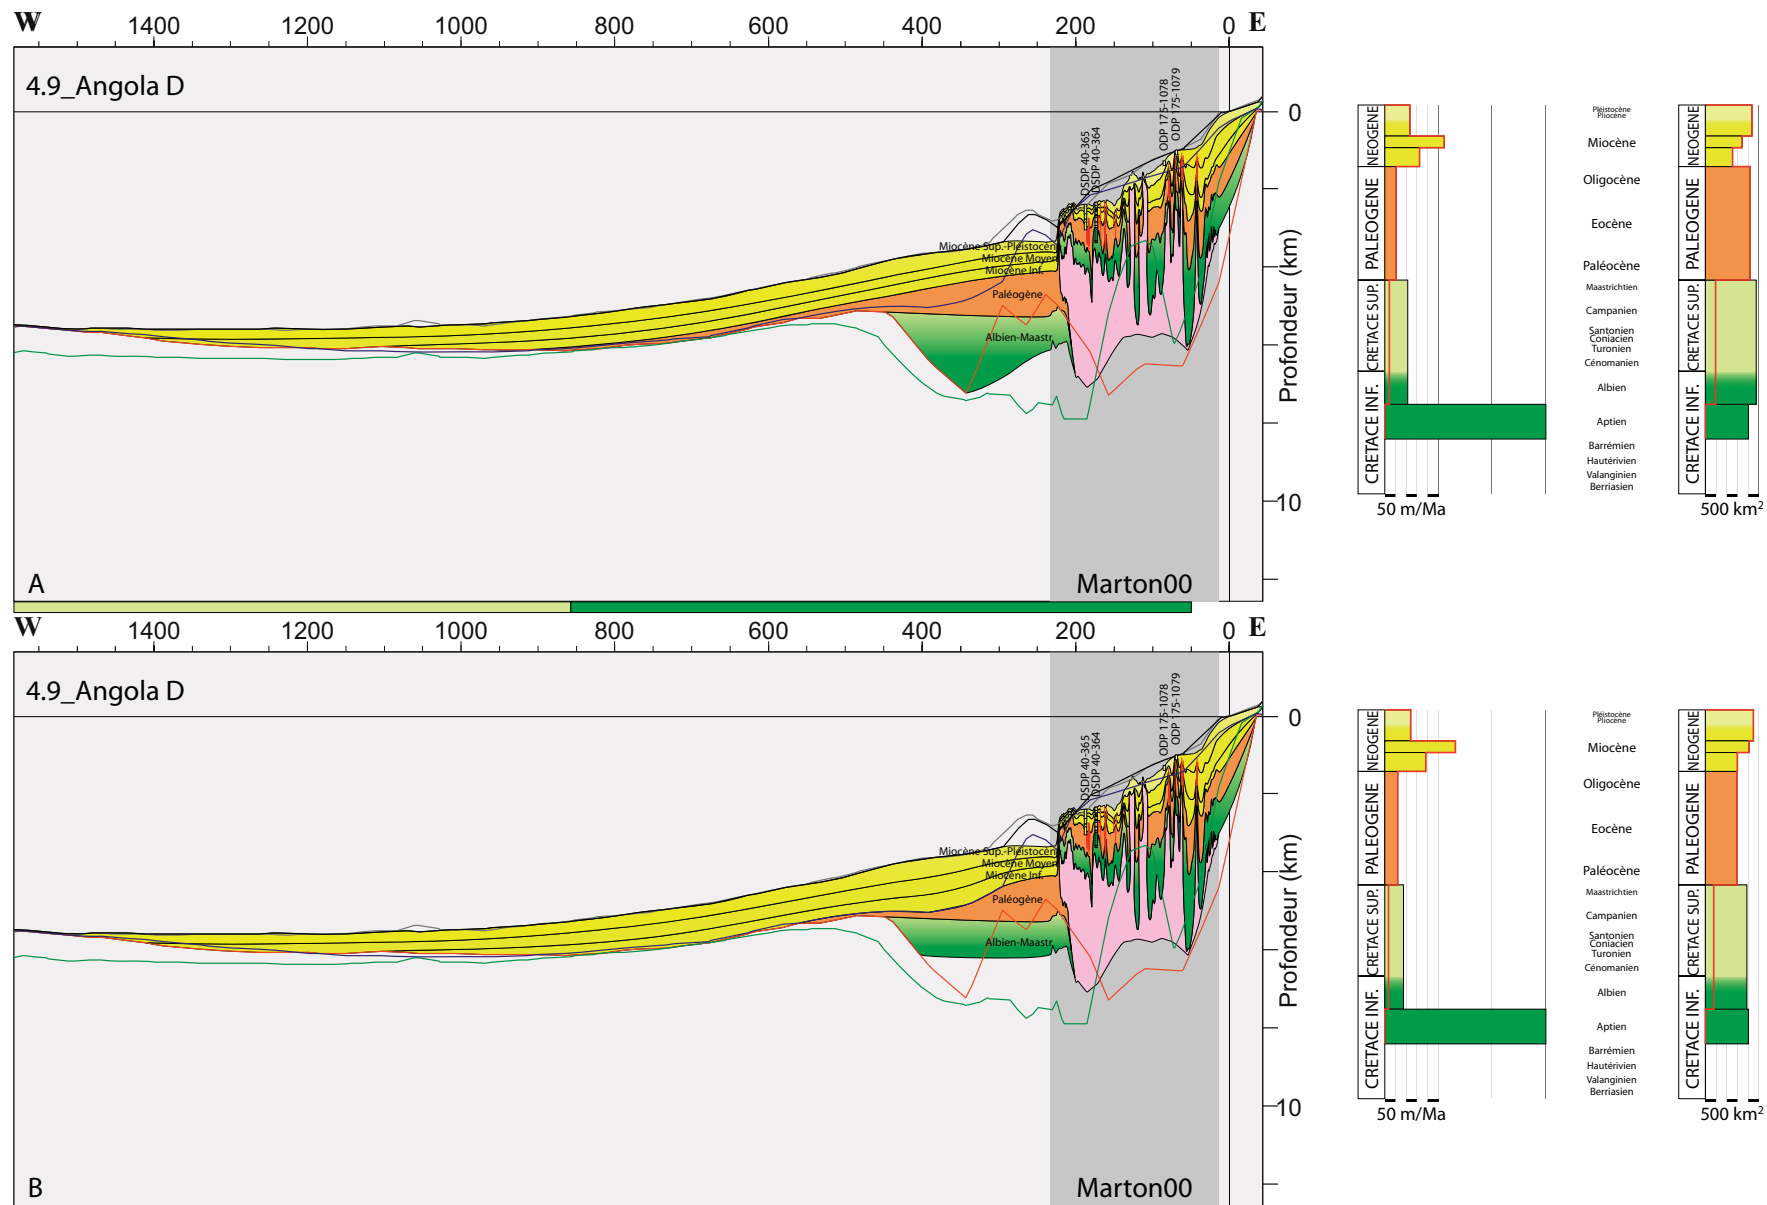 W 1400 1200 1000 800 600 400 200 0 E
4.9_Angola D
DSDP 40-365
DSDP 40-364
ODP 175-1078
ODP 175-1079
0
Miocène Sup.-Pléistocène
Miocène Moyen
Miocène Inf.
Paléogène
Albien-Maastr.
Profondeur (km)
10
A
Marton00
NEOGENE
PALEOGENE
CRETACE SUP.
CRETACE INF.
50 m/Ma
Pléistocène
Pliocène
Miocène
Oligocène
Eocène
Paléocène
Maastrichtien
Campanien
Santonien
Coniacien
Turonien
Cénomanien
Albien
Aptien
Barrémien
Hautérivien
Valanginien
Berriasien
NEOGENE
PALEOGENE
CRETACE SUP.
CRETACE INF.
500 km²
W 1400 1200 1000 800 600 400 200 0 E
4.9_Angola D
DSDP 40-365
DSDP 40-364
ODP 175-1078
ODP 175-1079
0
Miocène Sup.-Pléistocène
Miocène Moyen
Miocène Inf.
Paléogène
Albien-Maastr.
Profondeur (km)
10
B
Marton00
NEOGENE
PALEOGENE
CRETACE SUP.
CRETACE INF.
50 m/Ma
Pléistocène
Pliocène
Miocène
Oligocène
Eocène
Paléocène
Maastrichtien
Campanien
Santonien
Coniacien
Turonien
Cénomanien
Albien
Aptien
Barrémien
Hautérivien
Valanginien
Berriasien
NEOGENE
PALEOGENE
CRETACE SUP.
CRETACE INF.
500 km²